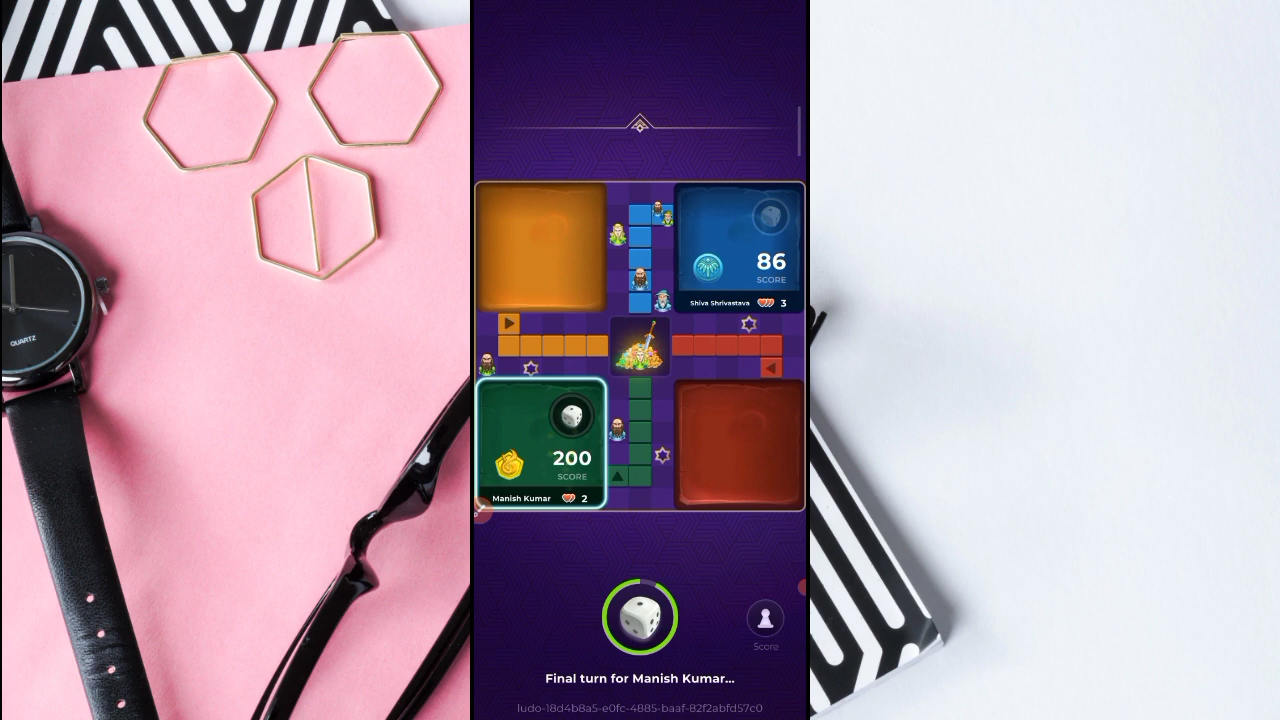 QUARTZ
86
SCORE
Shiva Shrivastava 3
200
SCORE
Manish Kumar 2
Score
Final turn for Manish Kumar...
ludo-18d4b8a5-e0fc-4885-baaf-82f2abfd57c0